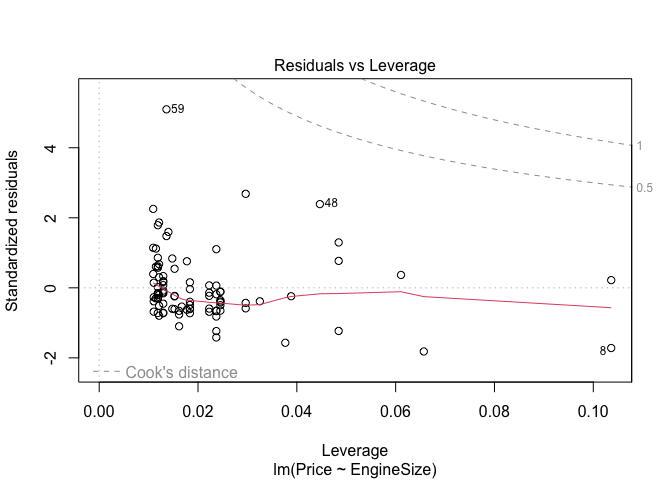 Residuals vs Leverage
Standardized residuals
4
2
0
-2
59
48
8
1
0.5
Cook's distance
0.00 0.02 0.04 0.06 0.08 0.10
Leverage
lm(Price ~ EngineSize)